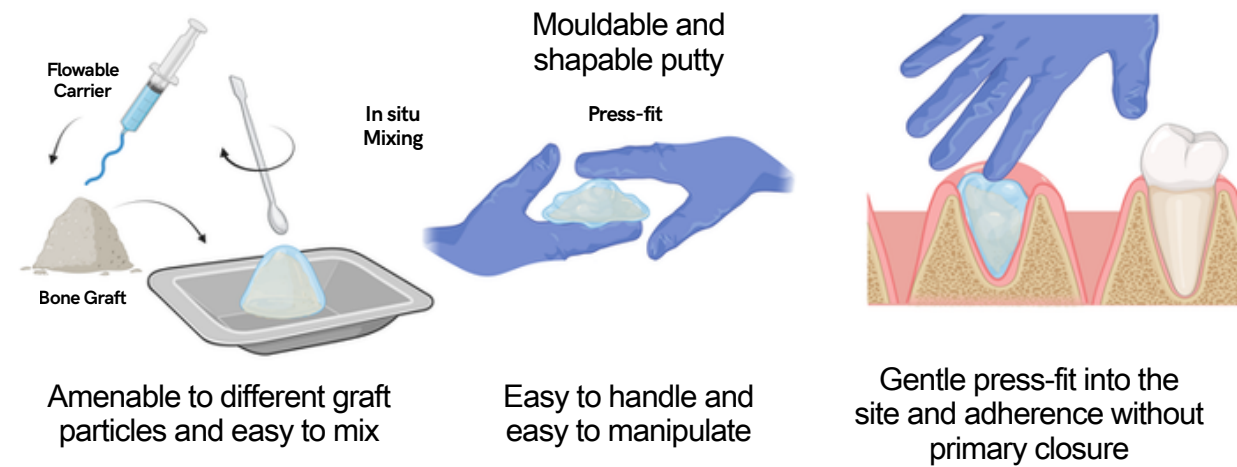 Flowable
Carrier
Bone Graft
In situ
Mixing
Amenable to different graft
particles and easy to mix
Mouldable and
shapable putty
Press-fit
Easy to handle and
easy to manipulate
Gentle press-fit into the
site and adherence without
primary closure